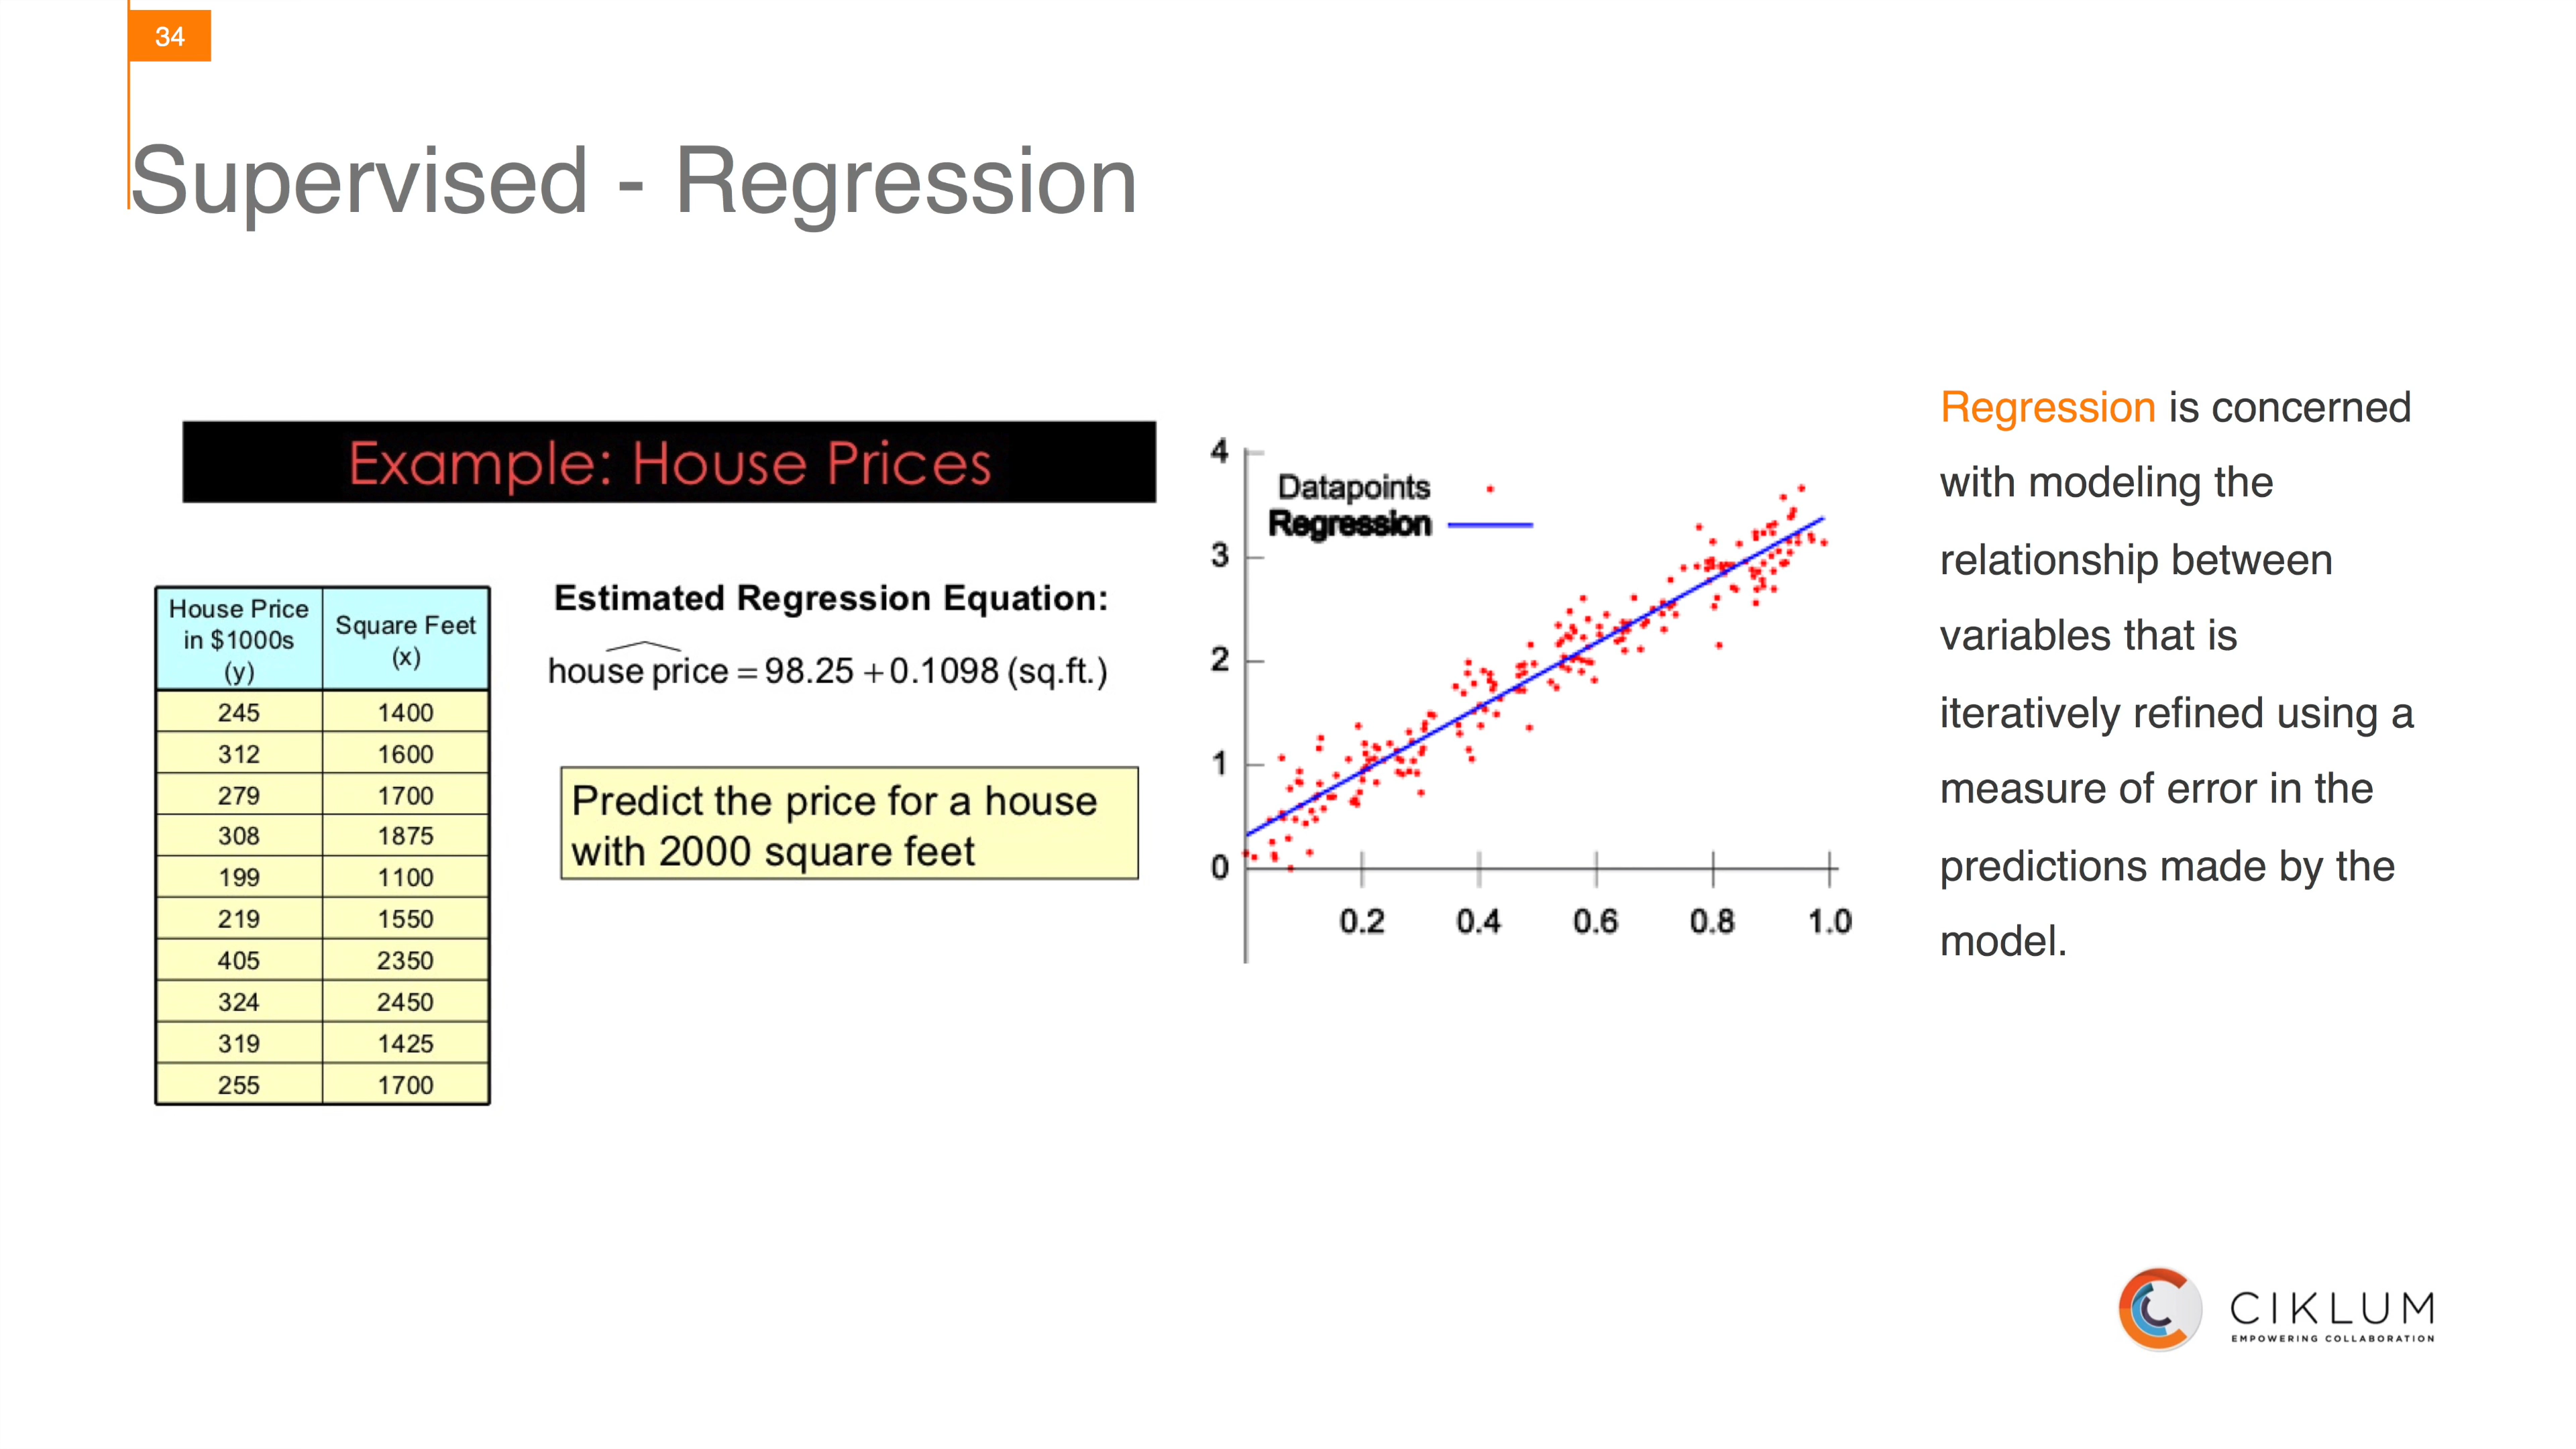 34
Supervised - Regression
Example: House Prices
House Price
in $1000s
(y)
Square Feet
(x)
245 1400
312 1600
279 1700
308 1875
199 1100
219 1550
405 2350
324 2450
319 1425
255 1700
Estimated Regression Equation:
house price = 98.25 + 0.1098 (sq.ft.)
Predict the price for a house
with 2000 square feet
4
3
2
1
0
Datapoints
Regression
0.2 0.4 0.6 0.8 1.0
Regression is concerned
with modeling the
relationship between
variables that is
iteratively refined using a
measure of error in the
predictions made by the
model.
CIKLUM
EMPOWERING COLLABORATION